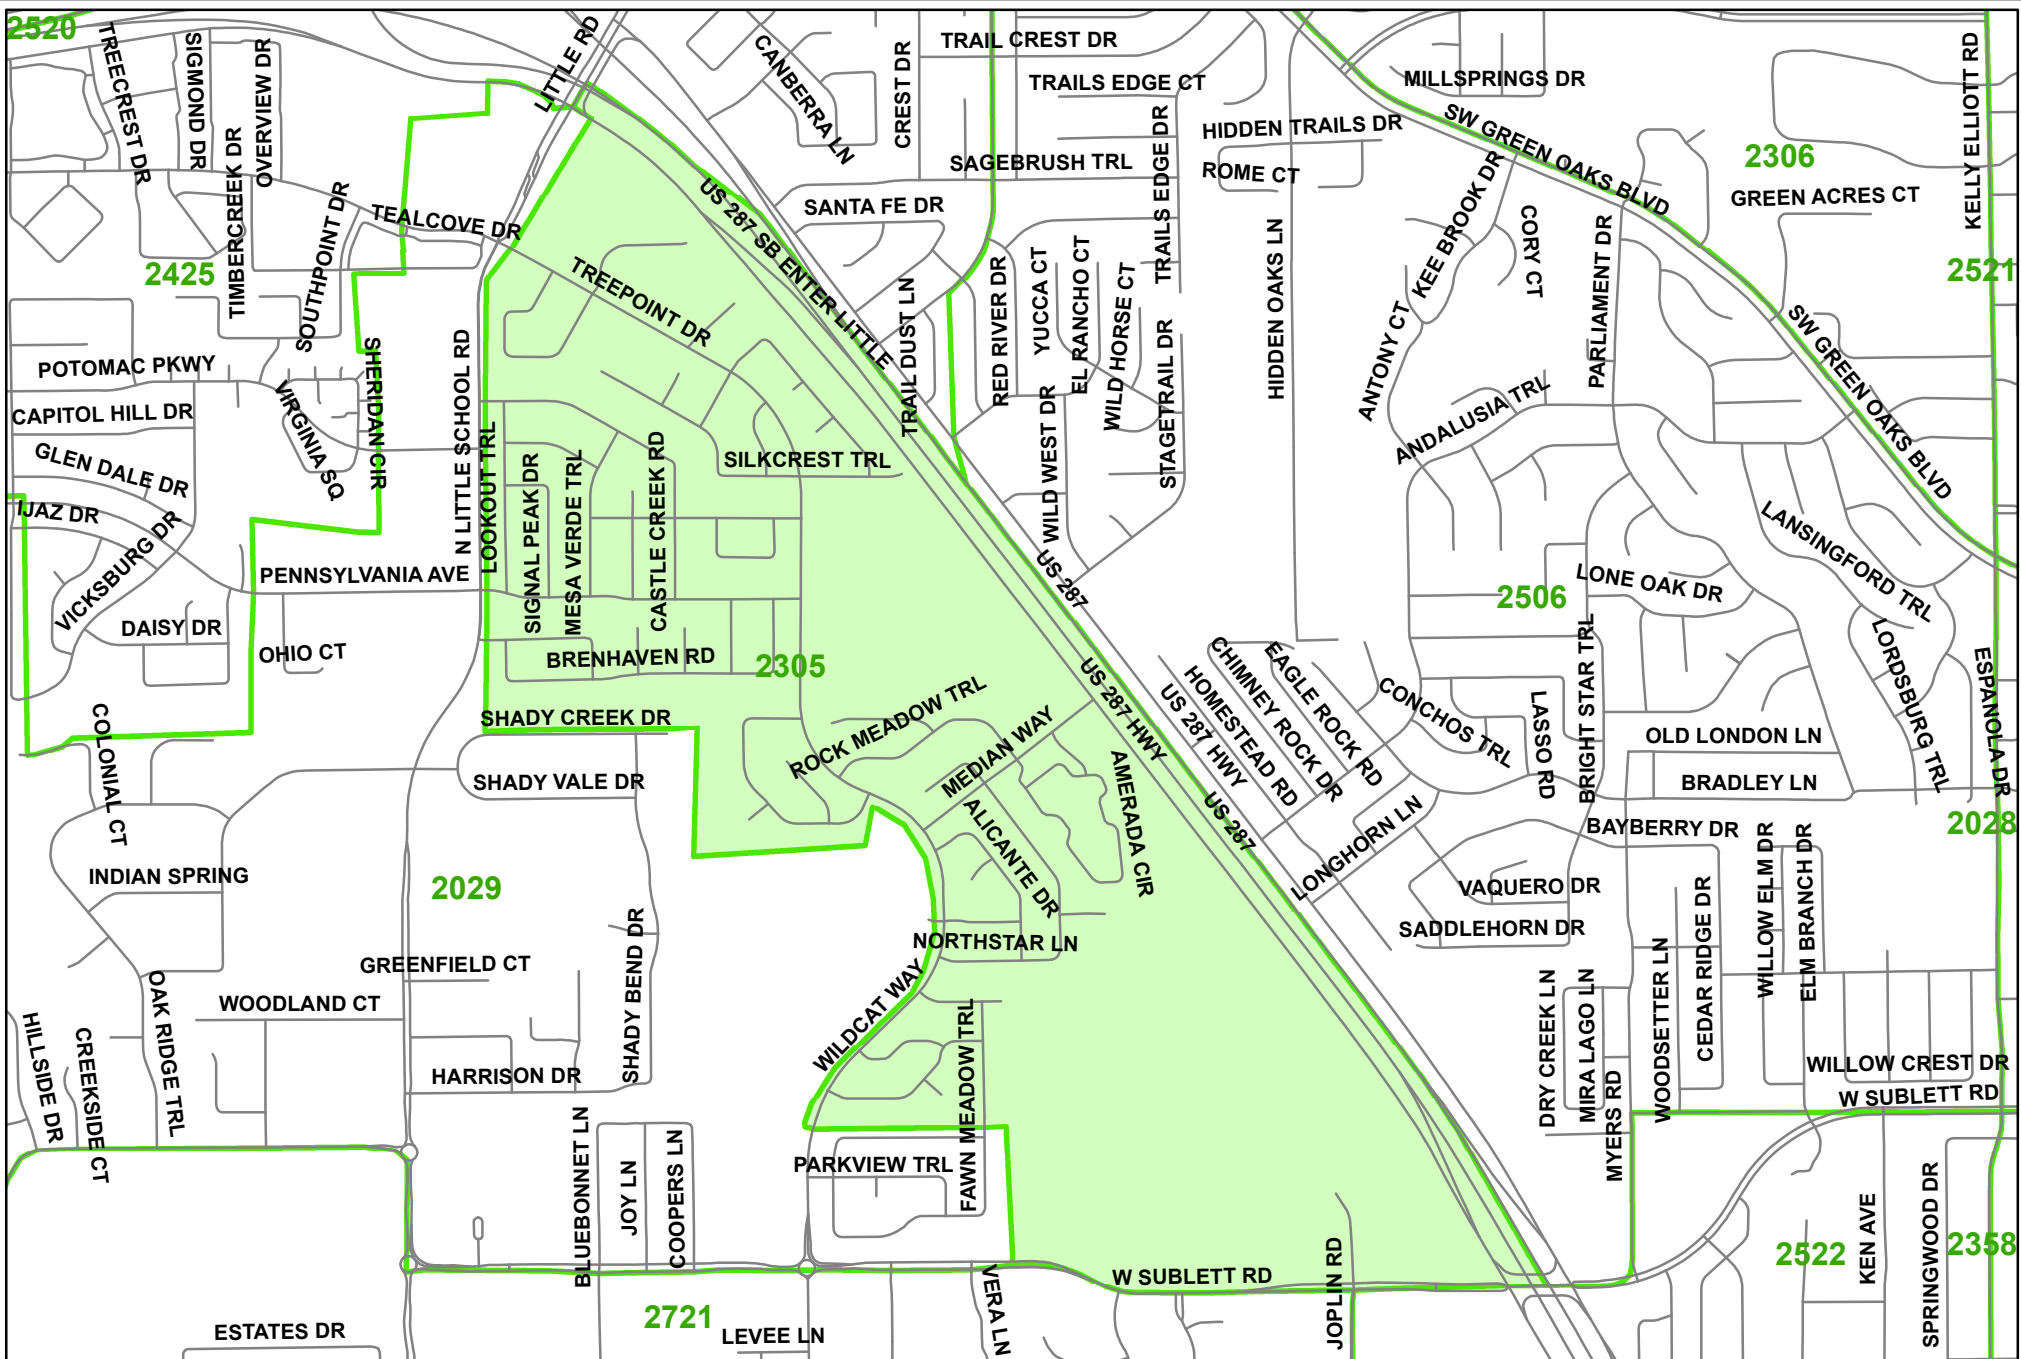 2520
TREECREST DR
SIGMOND DR
OVERVIEW DR
TIMBERCREEK DR
LITTLE RD
CANBERRA LN
CREST DR
TRAIL CREST DR
TRAILS EDGE CT
TRAILS EDGE DR
HIDDEN TRAILS DR
ROME CT
SAGEBRUSH TRL
SANTA FE DR
MILLSPRINGS DR
SW GREEN OAKS BLVD
2306
GREEN ACRES CT
KELLY ELLIOTT RD
2521
SOUTHPOINT DR
TEALCOVE DR
2425
US 287 SB ENTER LITTLE
TREEPOINT DR
TRAIL DUST LN
RED RIVER DR
YUCCA CT
EL RANCHO CT
WILD HORSE CT
STAGETRAIL DR
WILD WEST DR
HIDDEN OAKS LN
KEE BROOK DR
CORY CT
ANTONY CT
PARLIAMENT DR
ANDALUSIA TRL
SW GREEN OAKS BLVD
POTOMAC PKWY
CAPITOL HILL DR
GLEN DALE DR
IJAZ DR
VIRGINIA SQ
SHERIDAN CIR
N LITTLE SCHOOL RD
LOOKOUT TRL
SIGNAL PEAK DR
MESA VERDE TRL
CASTLE CREEK RD
SILKCREST TRL
VICKSBURG DR
PENNSYLVANIA AVE
DAISY DR
OHIO CT
BRENHAVEN RD
2305
US 287
2506
LONE OAK DR
LANSINGFORD TRL
LORDSBURG TRL
ESPANOLA DR
BRIGHT STAR TRL
COLONIAL CT
SHADY CREEK DR
SHADY VALE DR
ROCK MEADOW TRL
MEDIAN WAY
US 287 HWY
AMERADA CIR
ALICANTE DR
US 287 HWY
HOMESTEAD RD
CHIMNEY ROCK DR
EAGLE ROCK RD
CONCHOS TRL
LASSO RD
OLD LONDON LN
BRADLEY LN
US 287
LONGHORN LN
BAYBERRY DR
2028
INDIAN SPRING
2029
VAQUERO DR
SADDLEHORN DR
WILLOW ELM DR
ELM BRANCH DR
CEDAR RIDGE DR
WOODSETTER LN
NORTHSTAR LN
WILDCAT WAY
GREENFIELD CT
SHADY BEND DR
WOODLAND CT
OAK RIDGE TRL
HILLSIDE DR
CREEKSIDE CT
HARRISON DR
FAWN MEADOW TRL
DRY CREEK LN
MIRA LAGO LN
MYERS RD
WILLOW CREST DR
W SUBLETT RD
BLUEBONNET LN
JOY LN
COOPERS LN
PARKVIEW TRL
VERA LN
W SUBLETT RD
JOPLIN RD
2522
KEN AVE
SPRINGWOOD DR
2358
2721
ESTATES DR
LEVEE LN